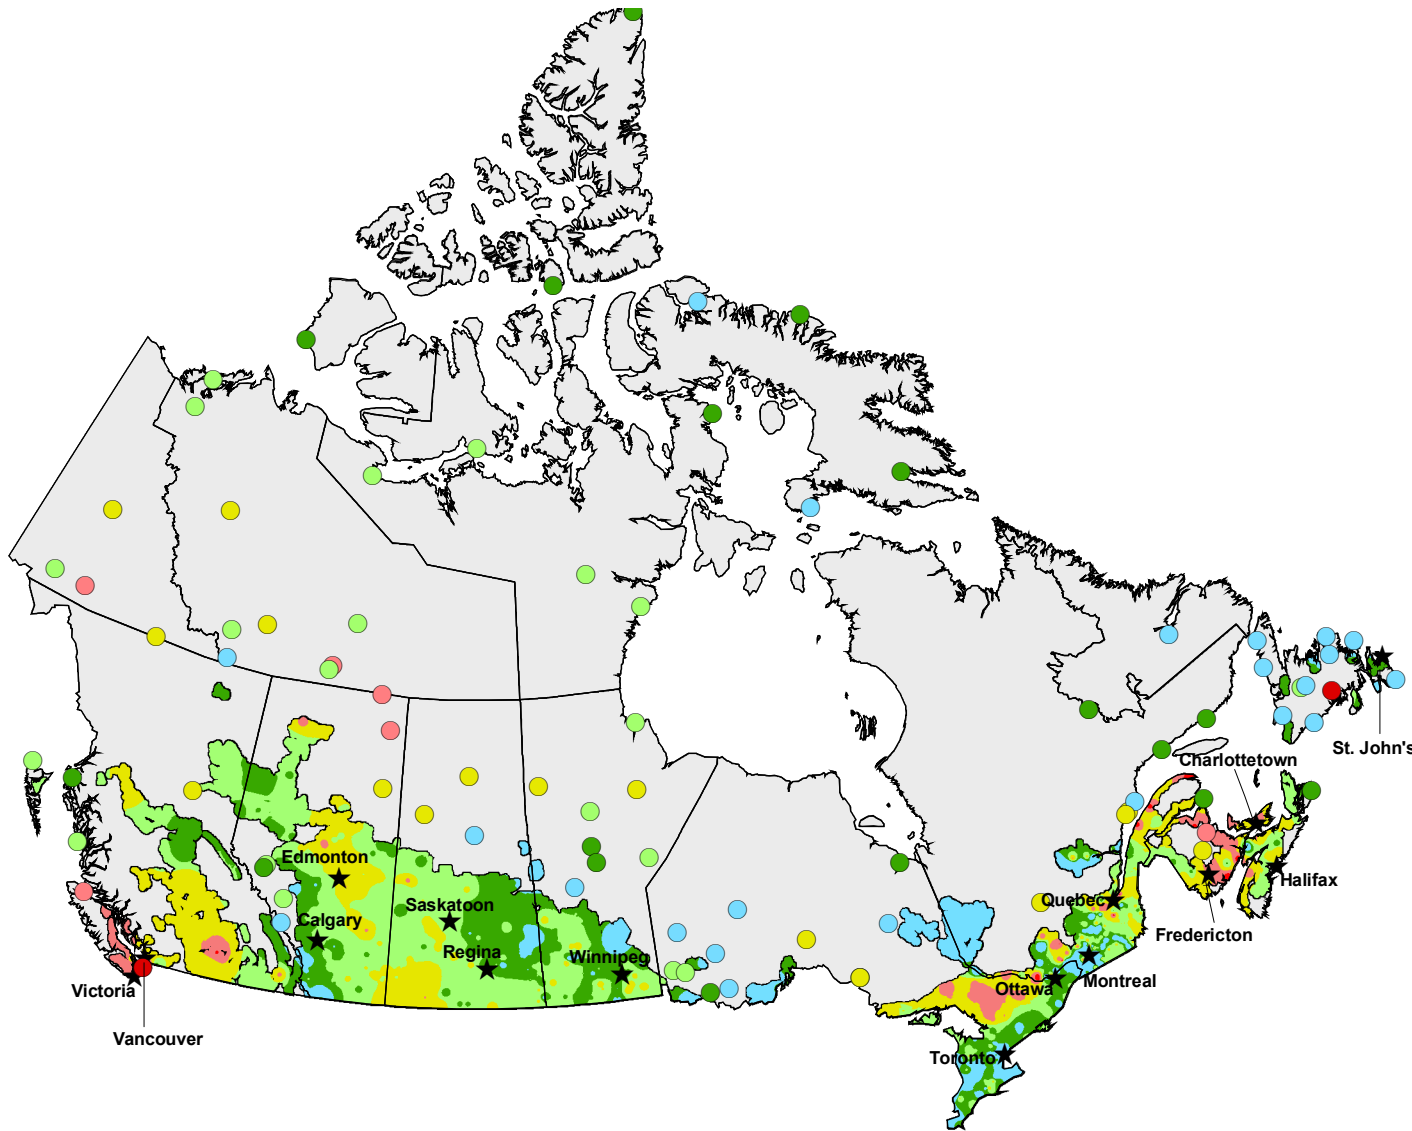 St. John's
Charlottetown
Edmonton
Halifax
Quebec
Saskatoon
Calgary
Fredericton
Regina
Winnipeg
Montreal
Ottawa
Victoria
Vancouver
Toronto